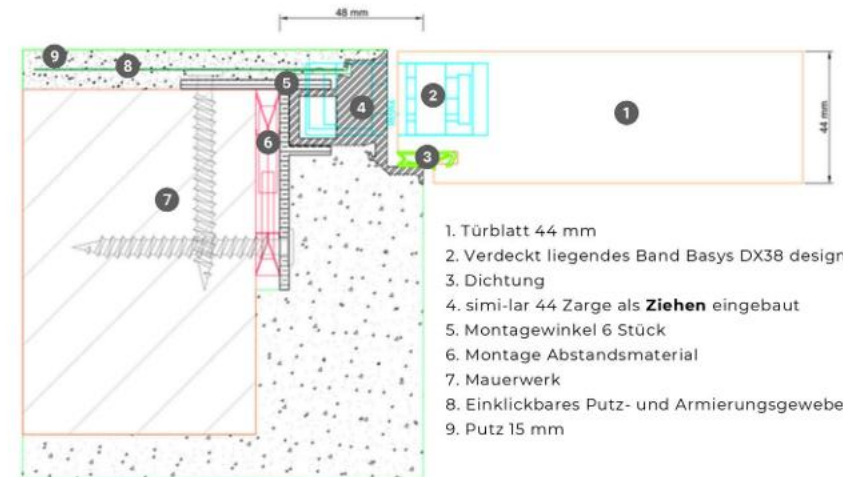 48 mm
9
8
5
4
2
1
44 mm
6
3
7
1. Türblatt 44 mm
2. Verdeckt liegendes Band Basys DX38 design
3. Dichtung
4. simi-lar 44 Zarge als Ziehen eingebaut
5. Montagewinkel 6 Stück
6. Montage Abstandsmaterial
7. Mauerwerk
8. Einklickbares Putz- und Armierungsgewebe
9. Putz 15 mm